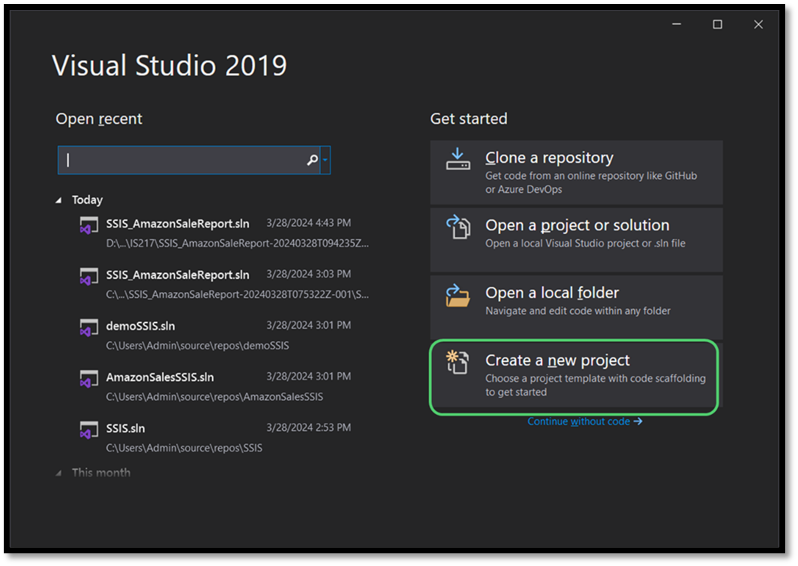 Visual Studio 2019
Open recent
Today
SSIS_AmazonSaleReport.sln 3/28/2024 4:43 PM
D:\...\IS217\SSIS_AmazonSaleReport-20240328T094235Z...
SSIS_AmazonSaleReport.sln 3/28/2024 3:03 PM
C:\...\SSIS_AmazonSaleReport-20240328T075322Z-001\S...
demoSSIS.sln 3/28/2024 3:01 PM
C:\Users\Admin\source\repos\demoSSIS
AmazonSalesSSIS.sln 3/28/2024 3:01 PM
C:\Users\Admin\source\repos\AmazonSalesSSIS
SSIS.sln 3/28/2024 2:53 PM
C:\Users\Admin\source\repos\SSIS
This month
Get started
Clone a repository
Get code from an online repository like GitHub
or Azure DevOps
Open a project or solution
Open a local Visual Studio project or .sln file
Open a local folder
Navigate and edit code within any folder
Create a new project
Choose a project template with code scaffolding
to get started
Continue without code →